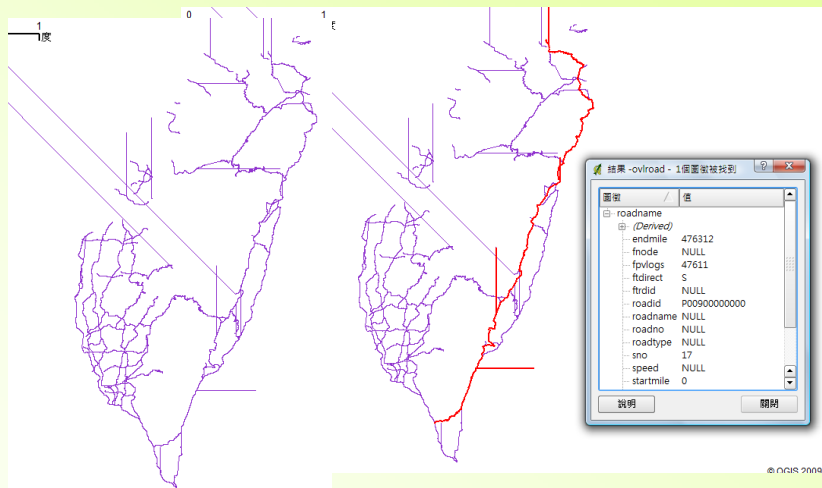 0 1
1
度
度
結果 -ovlroad - 1個圖徵被找到
圖徵 值
roadname
(Derived)
endmile 476312
fnode NULL
fpvlogs 47611
ftdirect S
ftrdid NULL
roadid P00900000000
roadname NULL
roadno NULL
roadtype NULL
sno 17
speed NULL
startmile 0
說明 關閉
© QGIS 2009